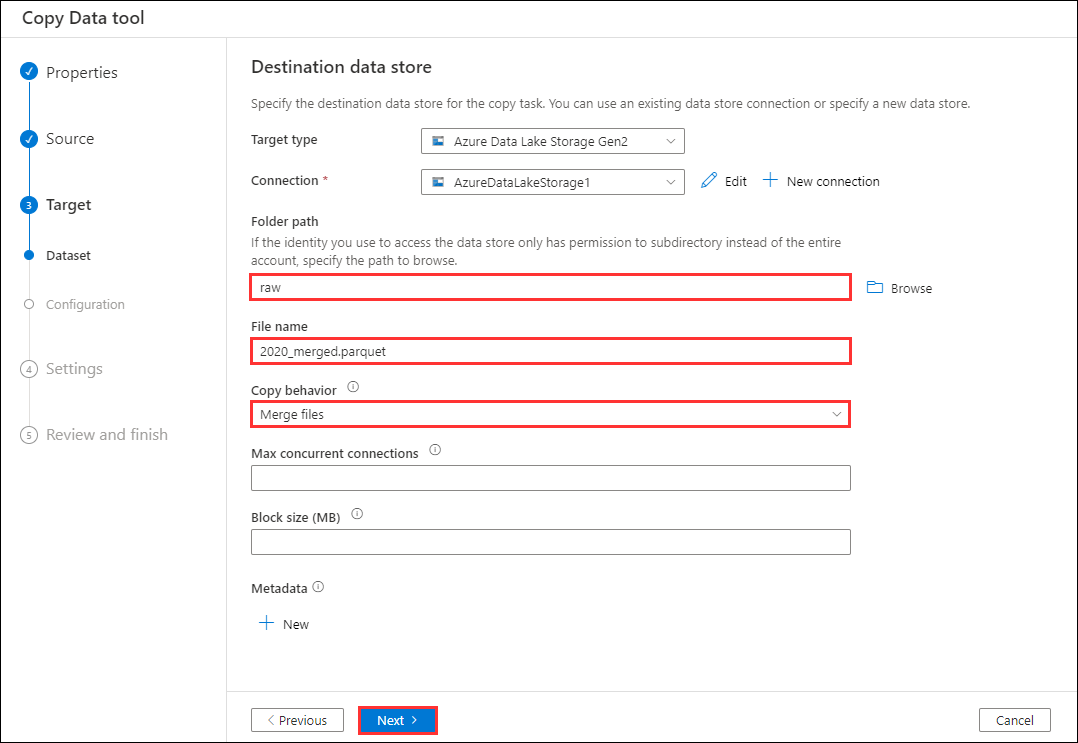 Copy Data tool
Properties
Source
3 Target
Dataset
Configuration
4 Settings
5 Review and finish
Destination data store
Specify the destination data store for the copy task. You can use an existing data store connection or specify a new data store.
Target type
Azure Data Lake Storage Gen2
Connection *
AzureDataLakeStorage1
Edit
New connection
Folder path
If the identity you use to access the data store only has permission to subdirectory instead of the entire
account, specify the path to browse.
raw
Browse
File name
2020_merged.parquet
Copy behavior
Merge files
Max concurrent connections
Block size (MB)
Metadata
New
Previous
Next
Cancel